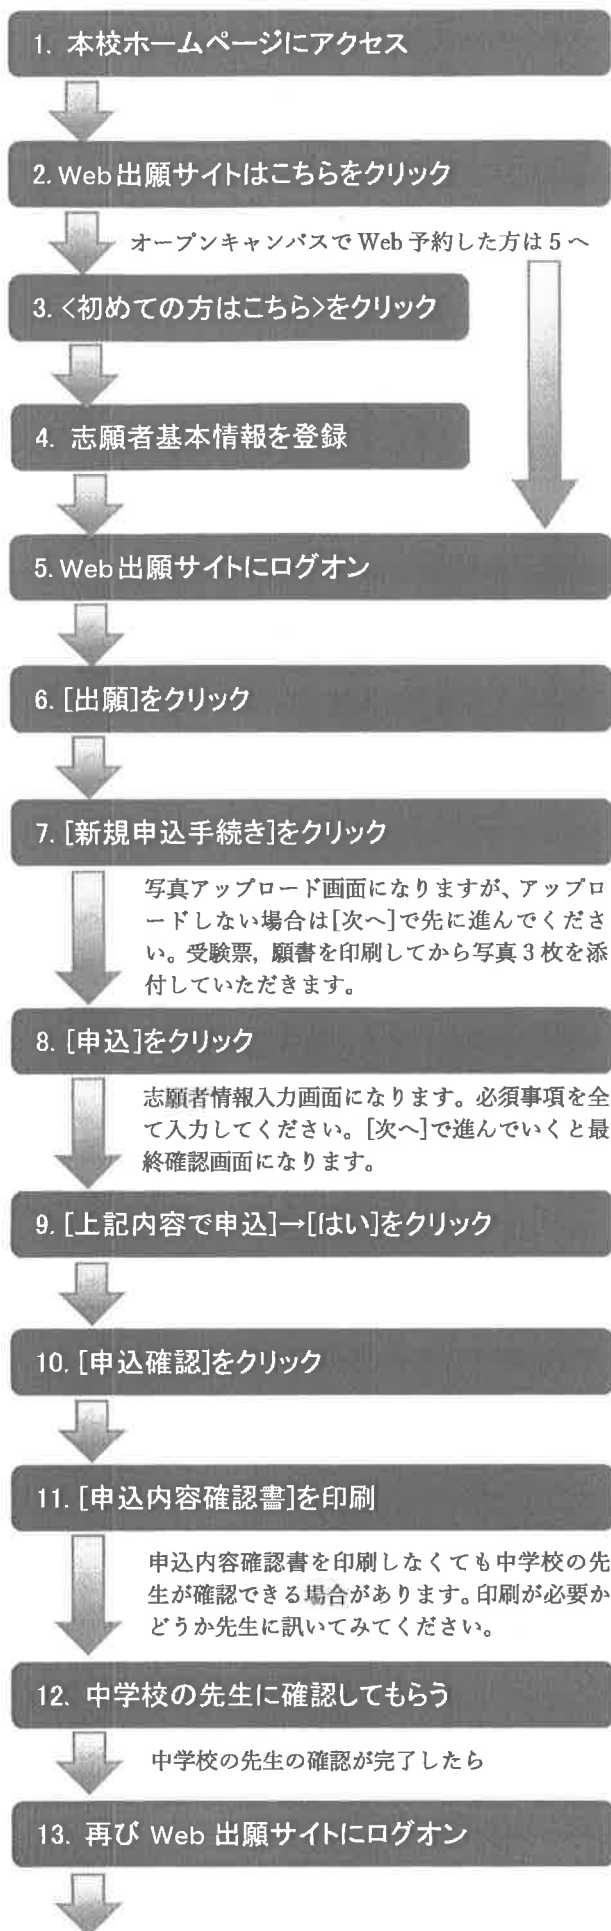 1. 本校ホームページにアクセス
2. Web出願サイトはこちらをクリック
オープンキャンパスでWeb予約した方は5へ
3. <初めての方はこちら>をクリック
4. 志願者基本情報を登録
5. Web出願サイトにログオン
6. [出願]をクリック
7. [新規申込手続き]をクリック
写真アップロード画面になりますが、アップロ
ードしない場合は[次へ]で先に進んでくださ
い。受験票，願書を印刷してから写真3枚を添
付していただきます。
8. [申込]をクリック
志願者情報入力画面になります。必須事項を全
て入力してください。[次へ]で進んでいくと最
終確認画面になります。
9. [上記内容で申込]→[はい]をクリック
10. [申込確認]をクリック
11. [申込内容確認書]を印刷
申込内容確認書を印刷しなくても中学校の先
生が確認できる場合があります。印刷が必要か
どうか先生に訊いてみてください。
12. 中学校の先生に確認してもらう
中学校の先生の確認が完了したら
13. 再び Web 出願サイトにログオン